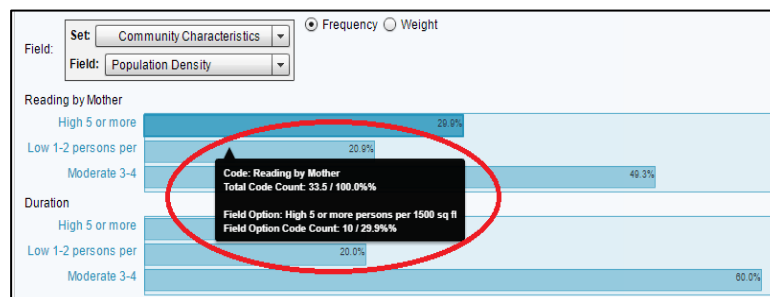 Field:
Set: Community Characteristics
Field: Population Density
Frequency Weight
Reading by Mother
High 5 or more 29.9%
Low 1-2 persons per 20.9%
Moderate 3-4 49.3%
Code: Reading by Mother
Total Code Count: 33.5 / 100.0%%
Field Option: High 5 or more persons per 1500 sq fl
Field Option Code Count: 10 / 29.9%%
Duration
High 5 or more
Low 1-2 persons per 20.0%
Moderate 3-4 60.0%